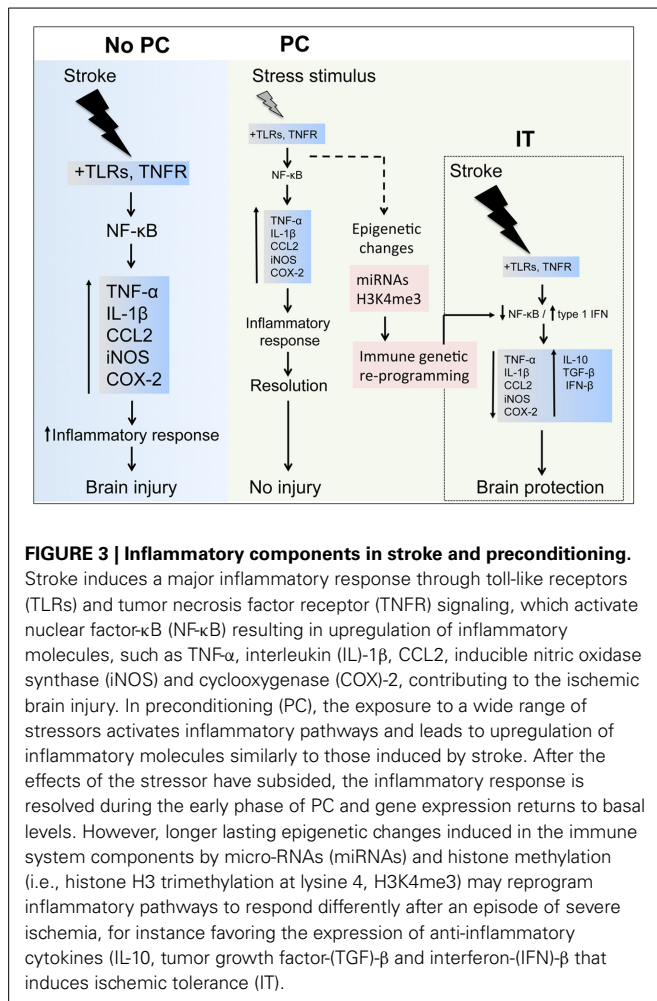 No PC
Stroke
+TLRs, TNFR
NF-κB
TNF-α
IL-1β
CCL2
iNOS
COX-2
Inflammatory response
Brain injury
PC
Stress stimulus
+TLRs, TNFR
NF-κB
TNF-α
IL-1β
CCL2
iNOS
COX-2
Inflammatory
response
Resolution
No injury
Epigenetic
changes
miRNAs
H3K4me3
Immune genetic
re-programming
IT
Stroke
+TLRs, TNFR
NF-κB / type 1 IFN
TNF-α
IL-1β
CCL2
iNOS
COX-2
IL-10
TGF-β
IFN-β
Brain protection
FIGURE 3 | Inflammatory components in stroke and preconditioning.
Stroke induces a major inflammatory response through toll-like receptors
(TLRs) and tumor necrosis factor receptor (TNFR) signaling, which activate
nuclear factor-κB (NF-κB) resulting in upregulation of inflammatory
molecules, such as TNF-α, interleukin (IL)-1β, CCL2, inducible nitric oxidase
synthase (iNOS) and cyclooxygenase (COX)-2, contributing to the ischemic
brain injury. In preconditioning (PC), the exposure to a wide range of
stressors activates inflammatory pathways and leads to upregulation of
inflammatory molecules similarly to those induced by stroke. After the
effects of the stressor have subsided, the inflammatory response is
resolved during the early phase of PC and gene expression returns to basal
levels. However, longer lasting epigenetic changes induced in the immune
system components by micro-RNAs (miRNAs) and histone methylation
(i.e., histone H3 trimethylation at lysine 4, H3K4me3) may reprogram
inflammatory pathways to respond differently after an episode of severe
ischemia, for instance favoring the expression of anti-inflammatory
cytokines (IL-10, tumor growth factor-(TGF)-β and interferon-(IFN)-β that
induces ischemic tolerance (IT).